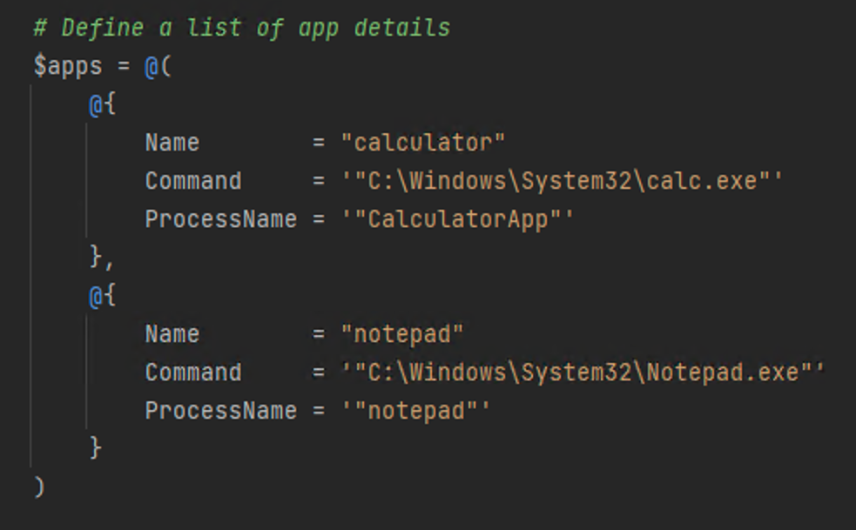 # Define a list of app details
$apps = @(
    @{
        Name        = "calculator"
        Command     = '"C:\Windows\System32\calc.exe"'
        ProcessName = '"CalculatorApp"'
    },
    @{
        Name        = "notepad"
        Command     = '"C:\Windows\System32\Notepad.exe"'
        ProcessName = '"notepad"'
    }
)